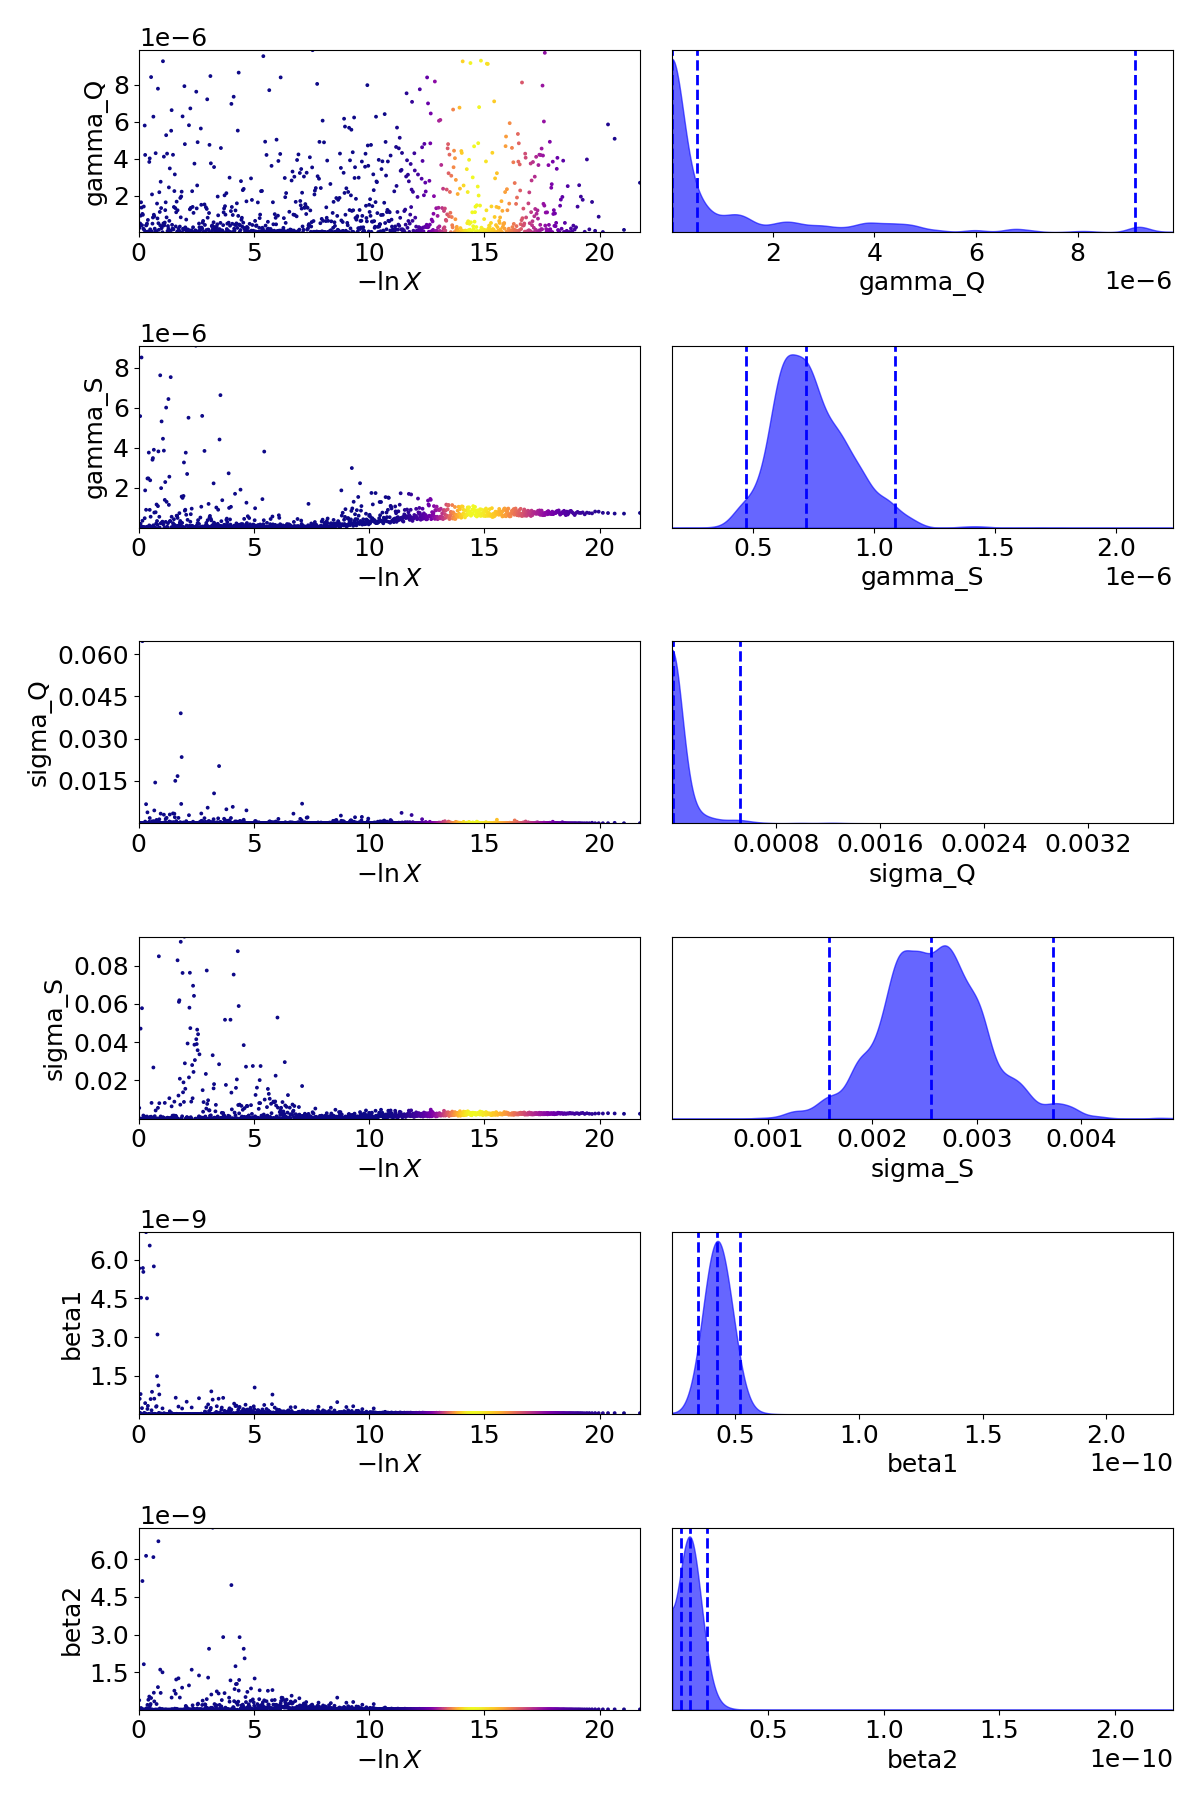 1e−6
gamma_Q
8
6
4
2
0 5 10 15 20
−ln X
2 4 6 8
gamma_Q
1e−6
1e−6
gamma_S
8
6
4
2
0 5 10 15 20
−ln X
0.5 1.0 1.5 2.0
gamma_S
1e−6
sigma_Q
0.060
0.045
0.030
0.015
0 5 10 15 20
−ln X
0.0008 0.0016 0.0024 0.0032
sigma_Q
sigma_S
0.08
0.06
0.04
0.02
0 5 10 15 20
−ln X
0.001 0.002 0.003 0.004
sigma_S
1e−9
beta1
6.0
4.5
3.0
1.5
0 5 10 15 20
−ln X
0.5 1.0 1.5 2.0
beta1
1e−10
1e−9
beta2
6.0
4.5
3.0
1.5
0 5 10 15 20
−ln X
0.5 1.0 1.5 2.0
beta2
1e−10